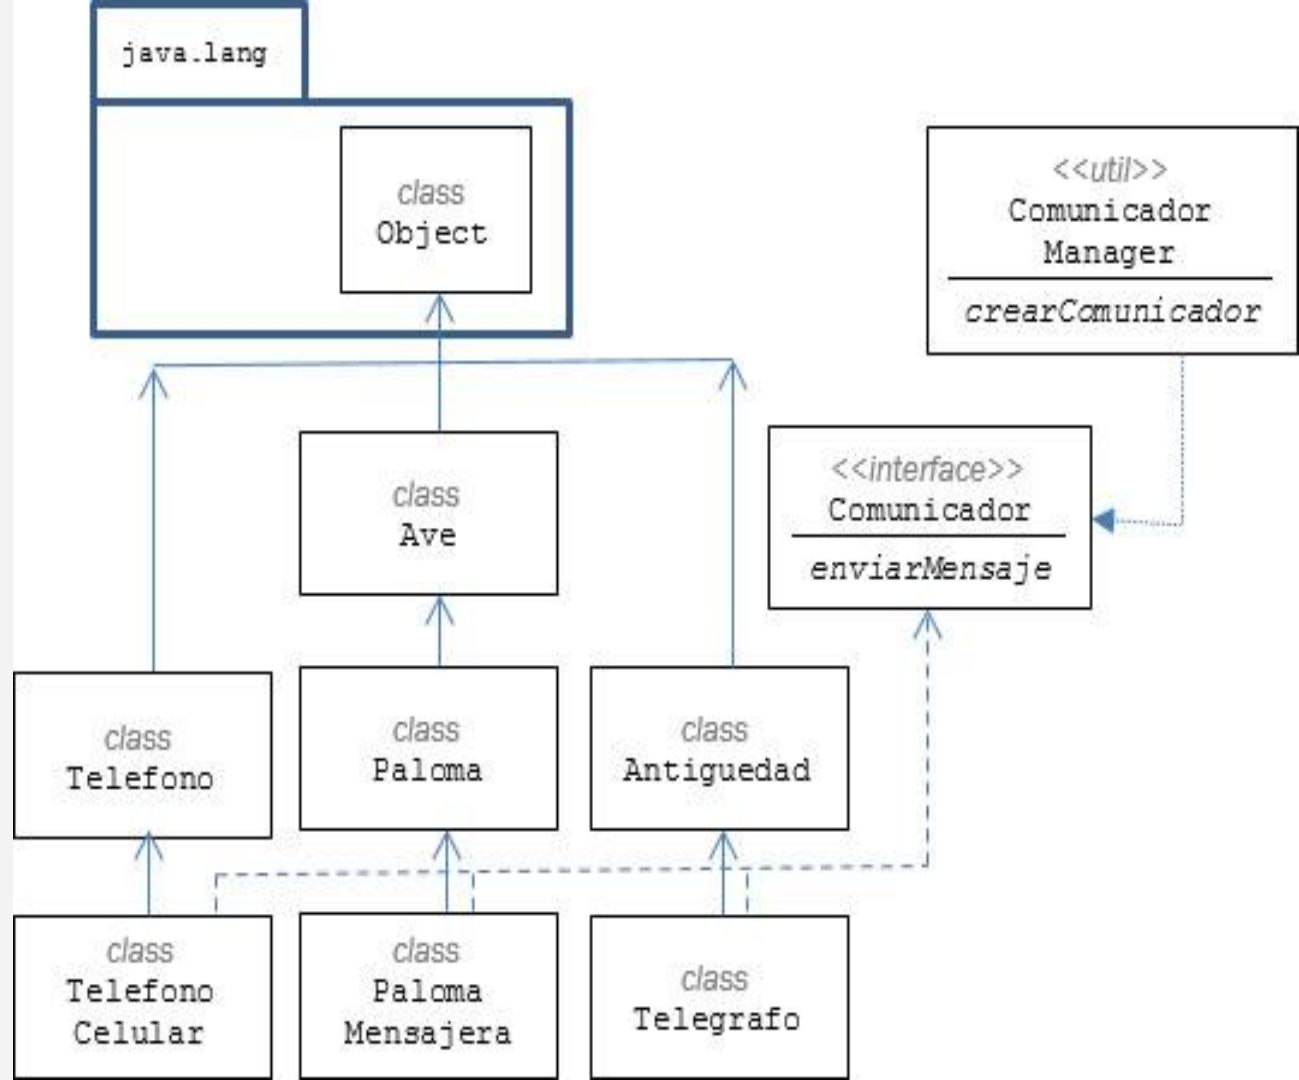 java.lang
class
Object
<<util>>
Comunicador
Manager
crearComunicador
class
Ave
<<interface>>
Comunicador
enviarMensaje
class
Telefono
class
Paloma
class
Antiguedad
class
Telefono
Celular
class
Paloma
Mensajera
class
Telegrafo